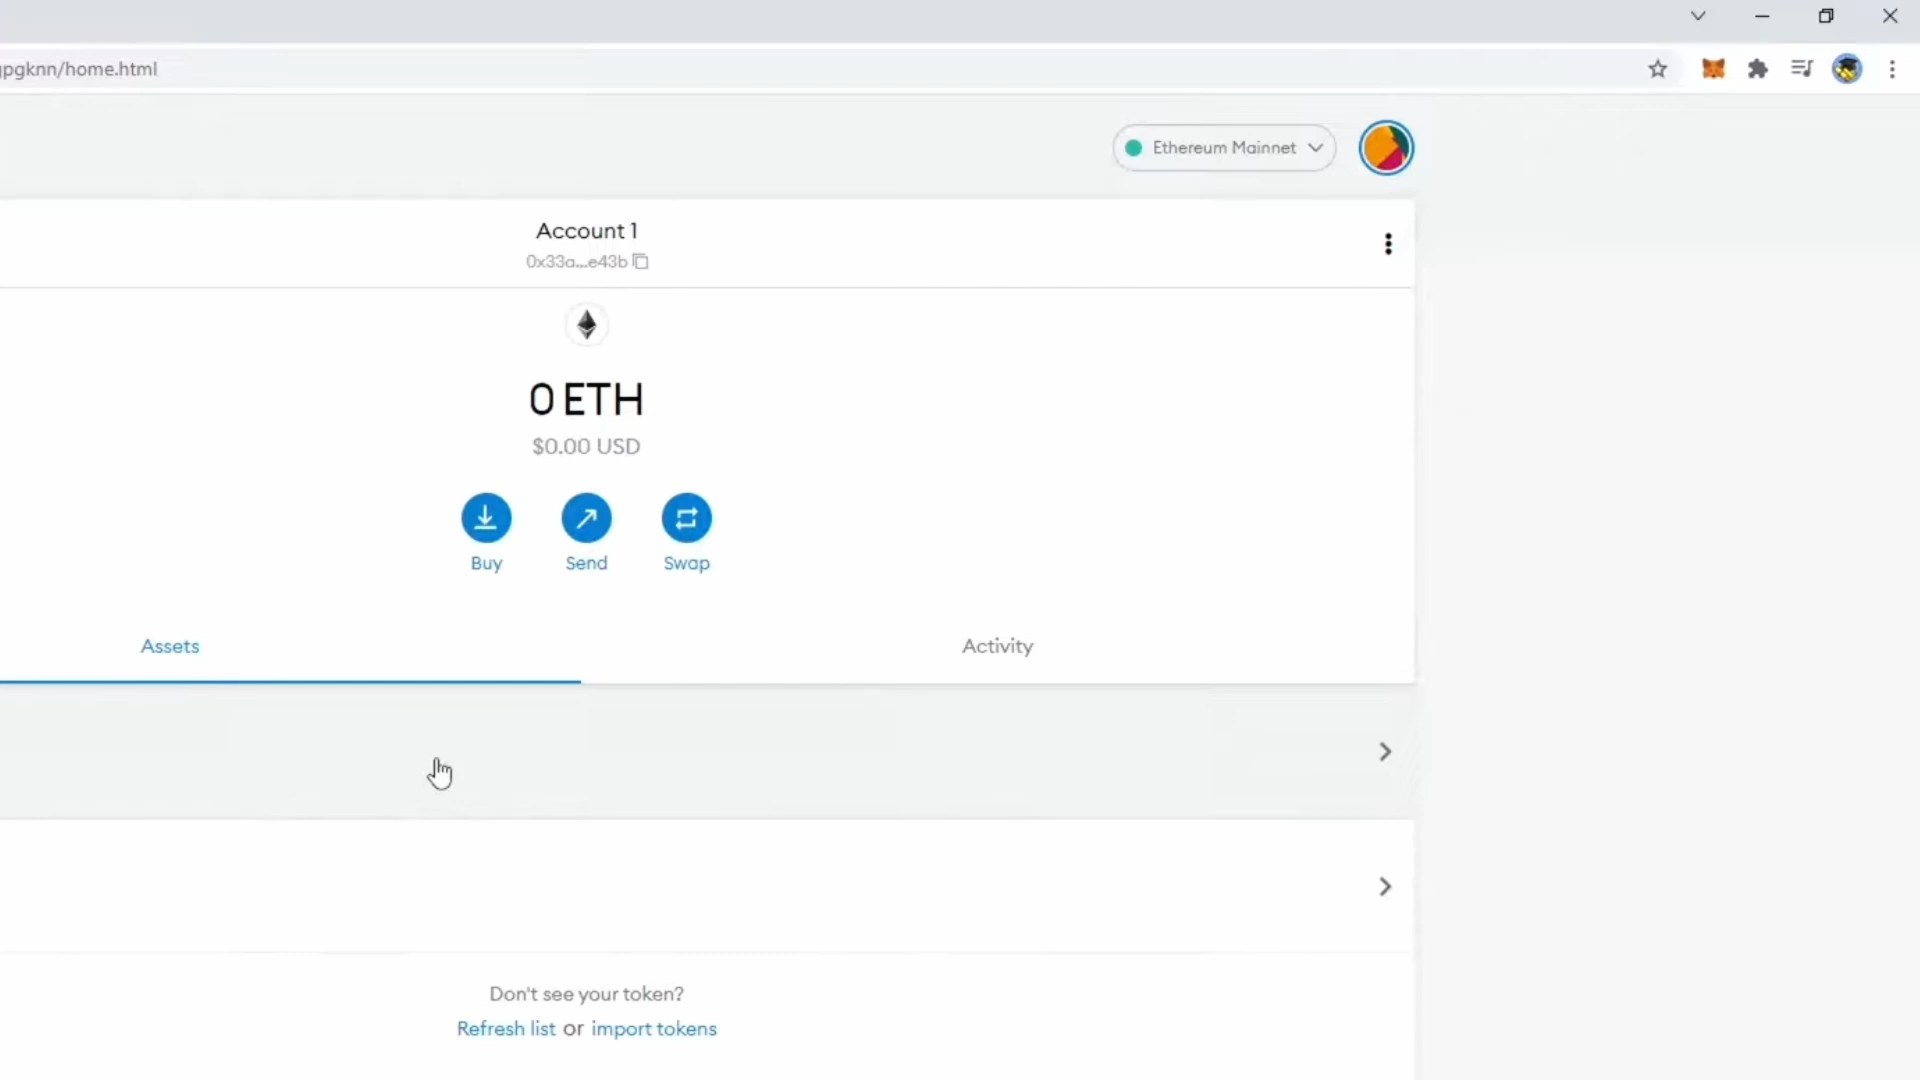 pgknn/home.html
Ethereum Mainnet
Account 1
0x33a...e43b
0 ETH
$0.00 USD
Buy
Send
Swap
Assets
Activity
Don't see your token?
Refresh list or import tokens